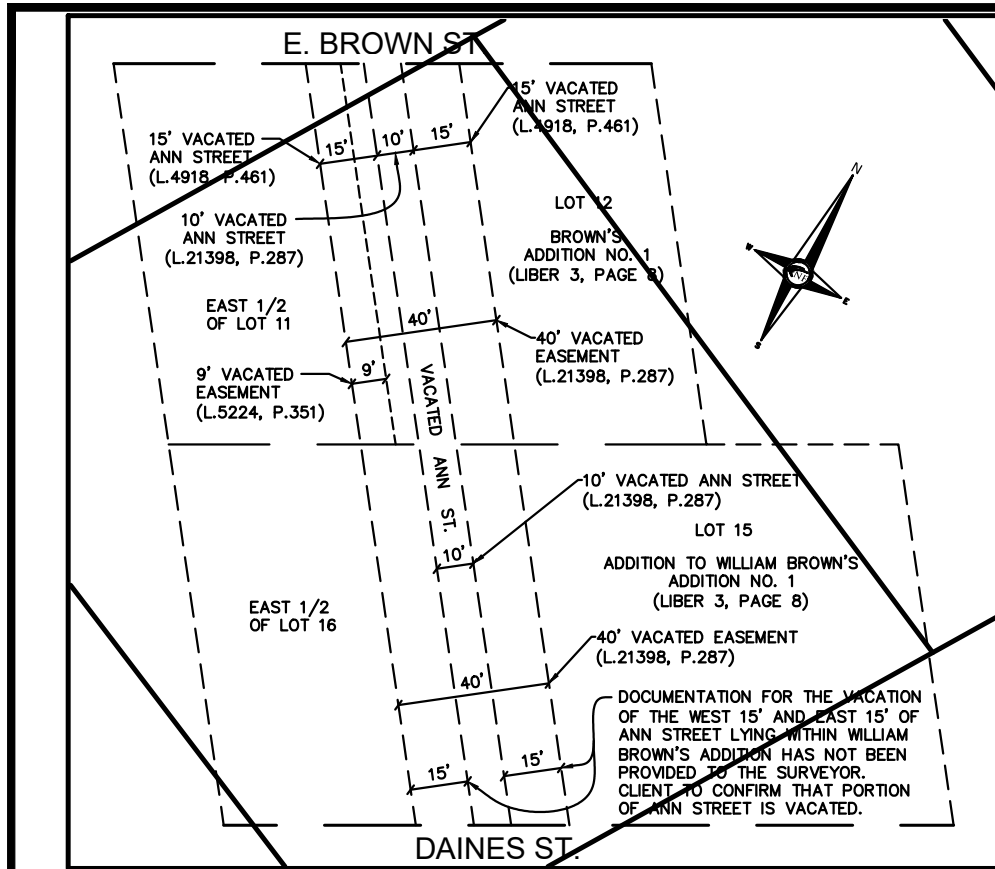 E. BROWN ST
15' VACATED
ANN STREET
(L.4918, P.461)
15' VACATED
ANN STREET
(L.4918, P.461)
15'
10'
15'
10' VACATED
ANN STREET
(L.21398, P.287)
LOT 12
BROWN'S
ADDITION NO. 1
(LIBER 3, PAGE 8)
N
W
E
S
EAST 1/2
OF LOT 11
40'
40' VACATED
EASEMENT
(L.21398, P.287)
9' VACATED
EASEMENT
(L.5224, P.351)
9'
VACATED ANN ST.
10' VACATED ANN STREET
(L.21398, P.287)
LOT 15
10'
ADDITION TO WILLIAM BROWN'S
ADDITION NO. 1
(LIBER 3, PAGE 8)
EAST 1/2
OF LOT 16
40' VACATED EASEMENT
(L.21398, P.287)
40'
DOCUMENTATION FOR THE VACATION
OF THE WEST 15' AND EAST 15' OF
ANN STREET LYING WITHIN WILLIAM
BROWN'S ADDITION HAS NOT BEEN
PROVIDED TO THE SURVEYOR.
CLIENT TO CONFIRM THAT PORTION
OF ANN STREET IS VACATED.
15'
15'
DAINES ST.